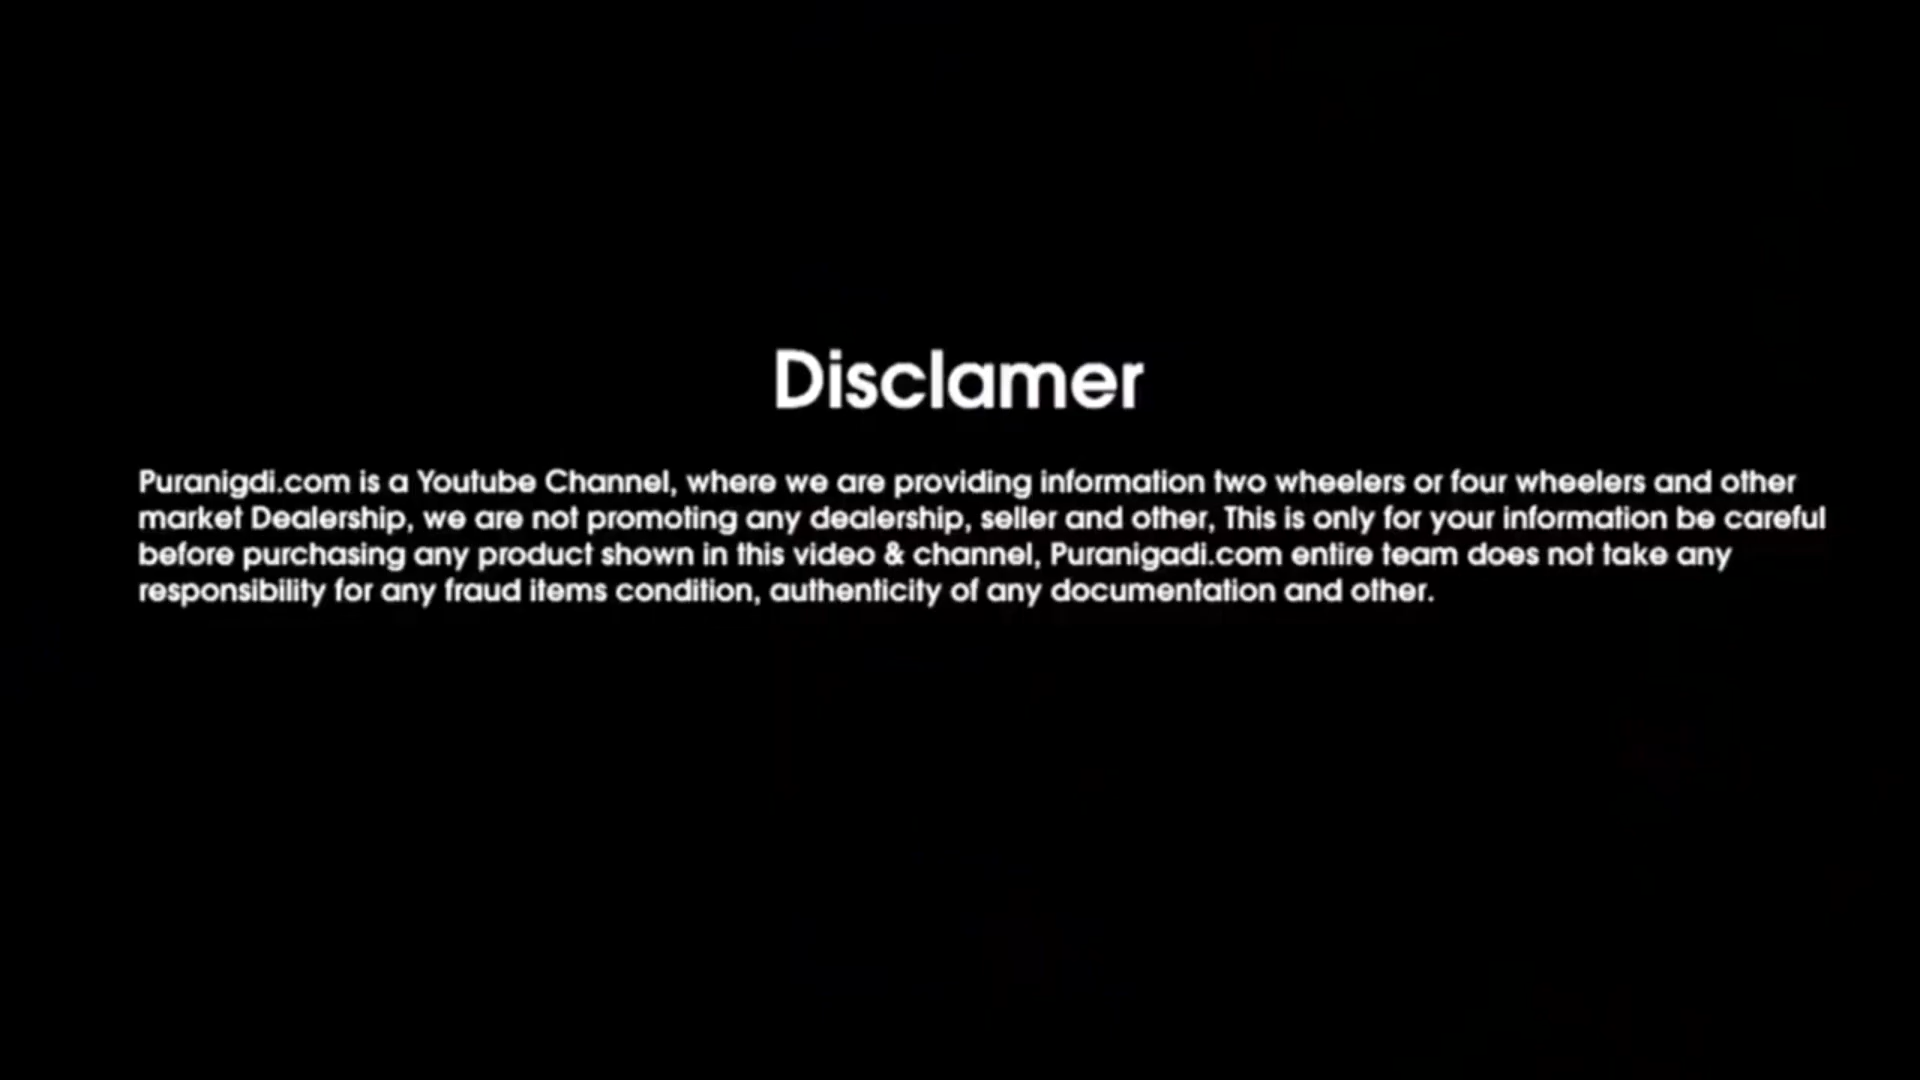 Disclamer
Puranigdi.com is a Youtube Channel, where we are providing information two wheelers or four wheelers and other
market Dealership, we are not promoting any dealership, seller and other, This is only for your information be careful
before purchasing any product shown in this video & channel, Puranigadi.com entire team does not take any
responsibility for any fraud items condition, authenticity of any documentation and other.